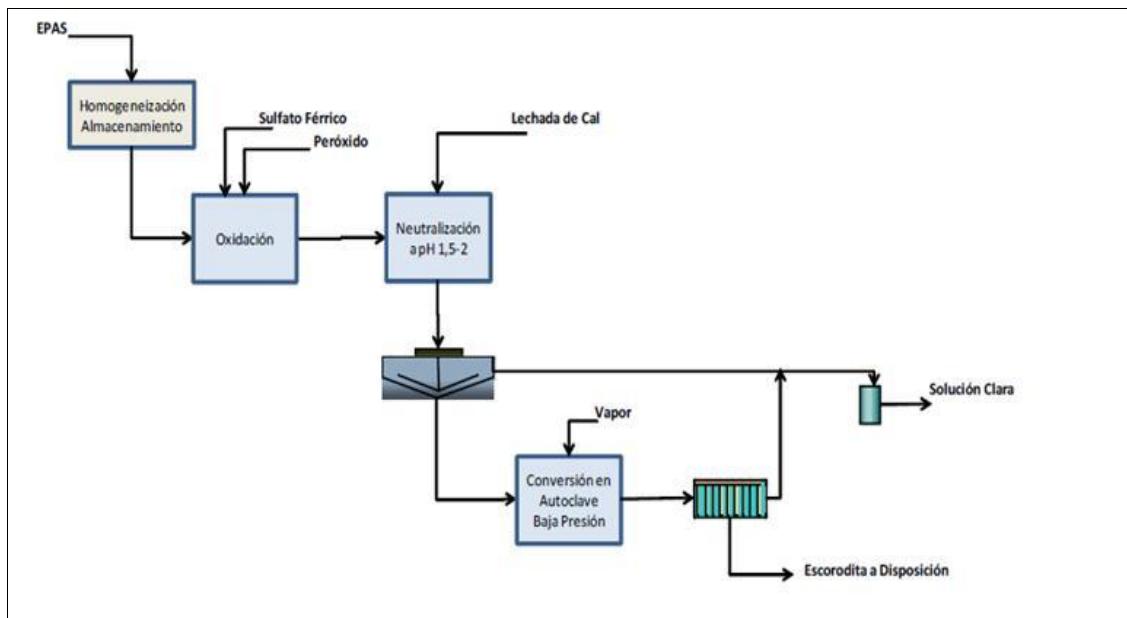 EPAS
Homogeneización
Almacenamiento
Sulfato Férrico
Peróxido
Lechada de Cal
Oxidación
Neutralización
a pH 1,5-2
Solución Clara
Vapor
Conversión en
Autoclave
Baja Presión
Escorodita a Disposición